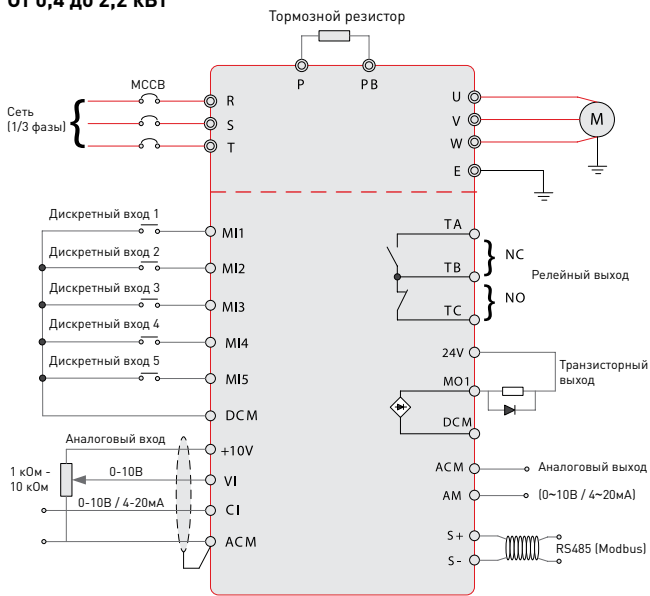 От 0,4 до 2,2 кВт
Тормозной резистор
P
PB
MCCB
Сеть
(1/3 фазы)
{
R
S
T
U
V
W
E
M
Дискретный вход 1
MI1
Дискретный вход 2
MI2
Дискретный вход 3
MI3
Дискретный вход 4
MI4
Дискретный вход 5
MI5
DCM
Аналоговый вход
+10V
1 кОм -
10 кОм
0-10В
VI
0-10В / 4-20мА
CI
ACM
TA
TB
TC
} NC
} NO
Релейный выход
24V
MO1
DCM
Транзисторный
выход
ACM
Аналоговый выход
AM
(0~10В / 4~20мА)
S+
S-
RS485 (Modbus)